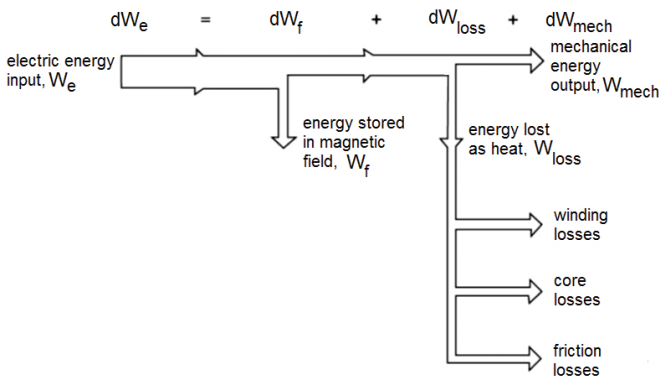 dWe = dWf + dWloss + dWmech
electric energy
input, We
mechanical
energy
output, Wmech
energy stored
in magnetic
field, Wf
energy lost
as heat, Wloss
winding
losses
core
losses
friction
losses